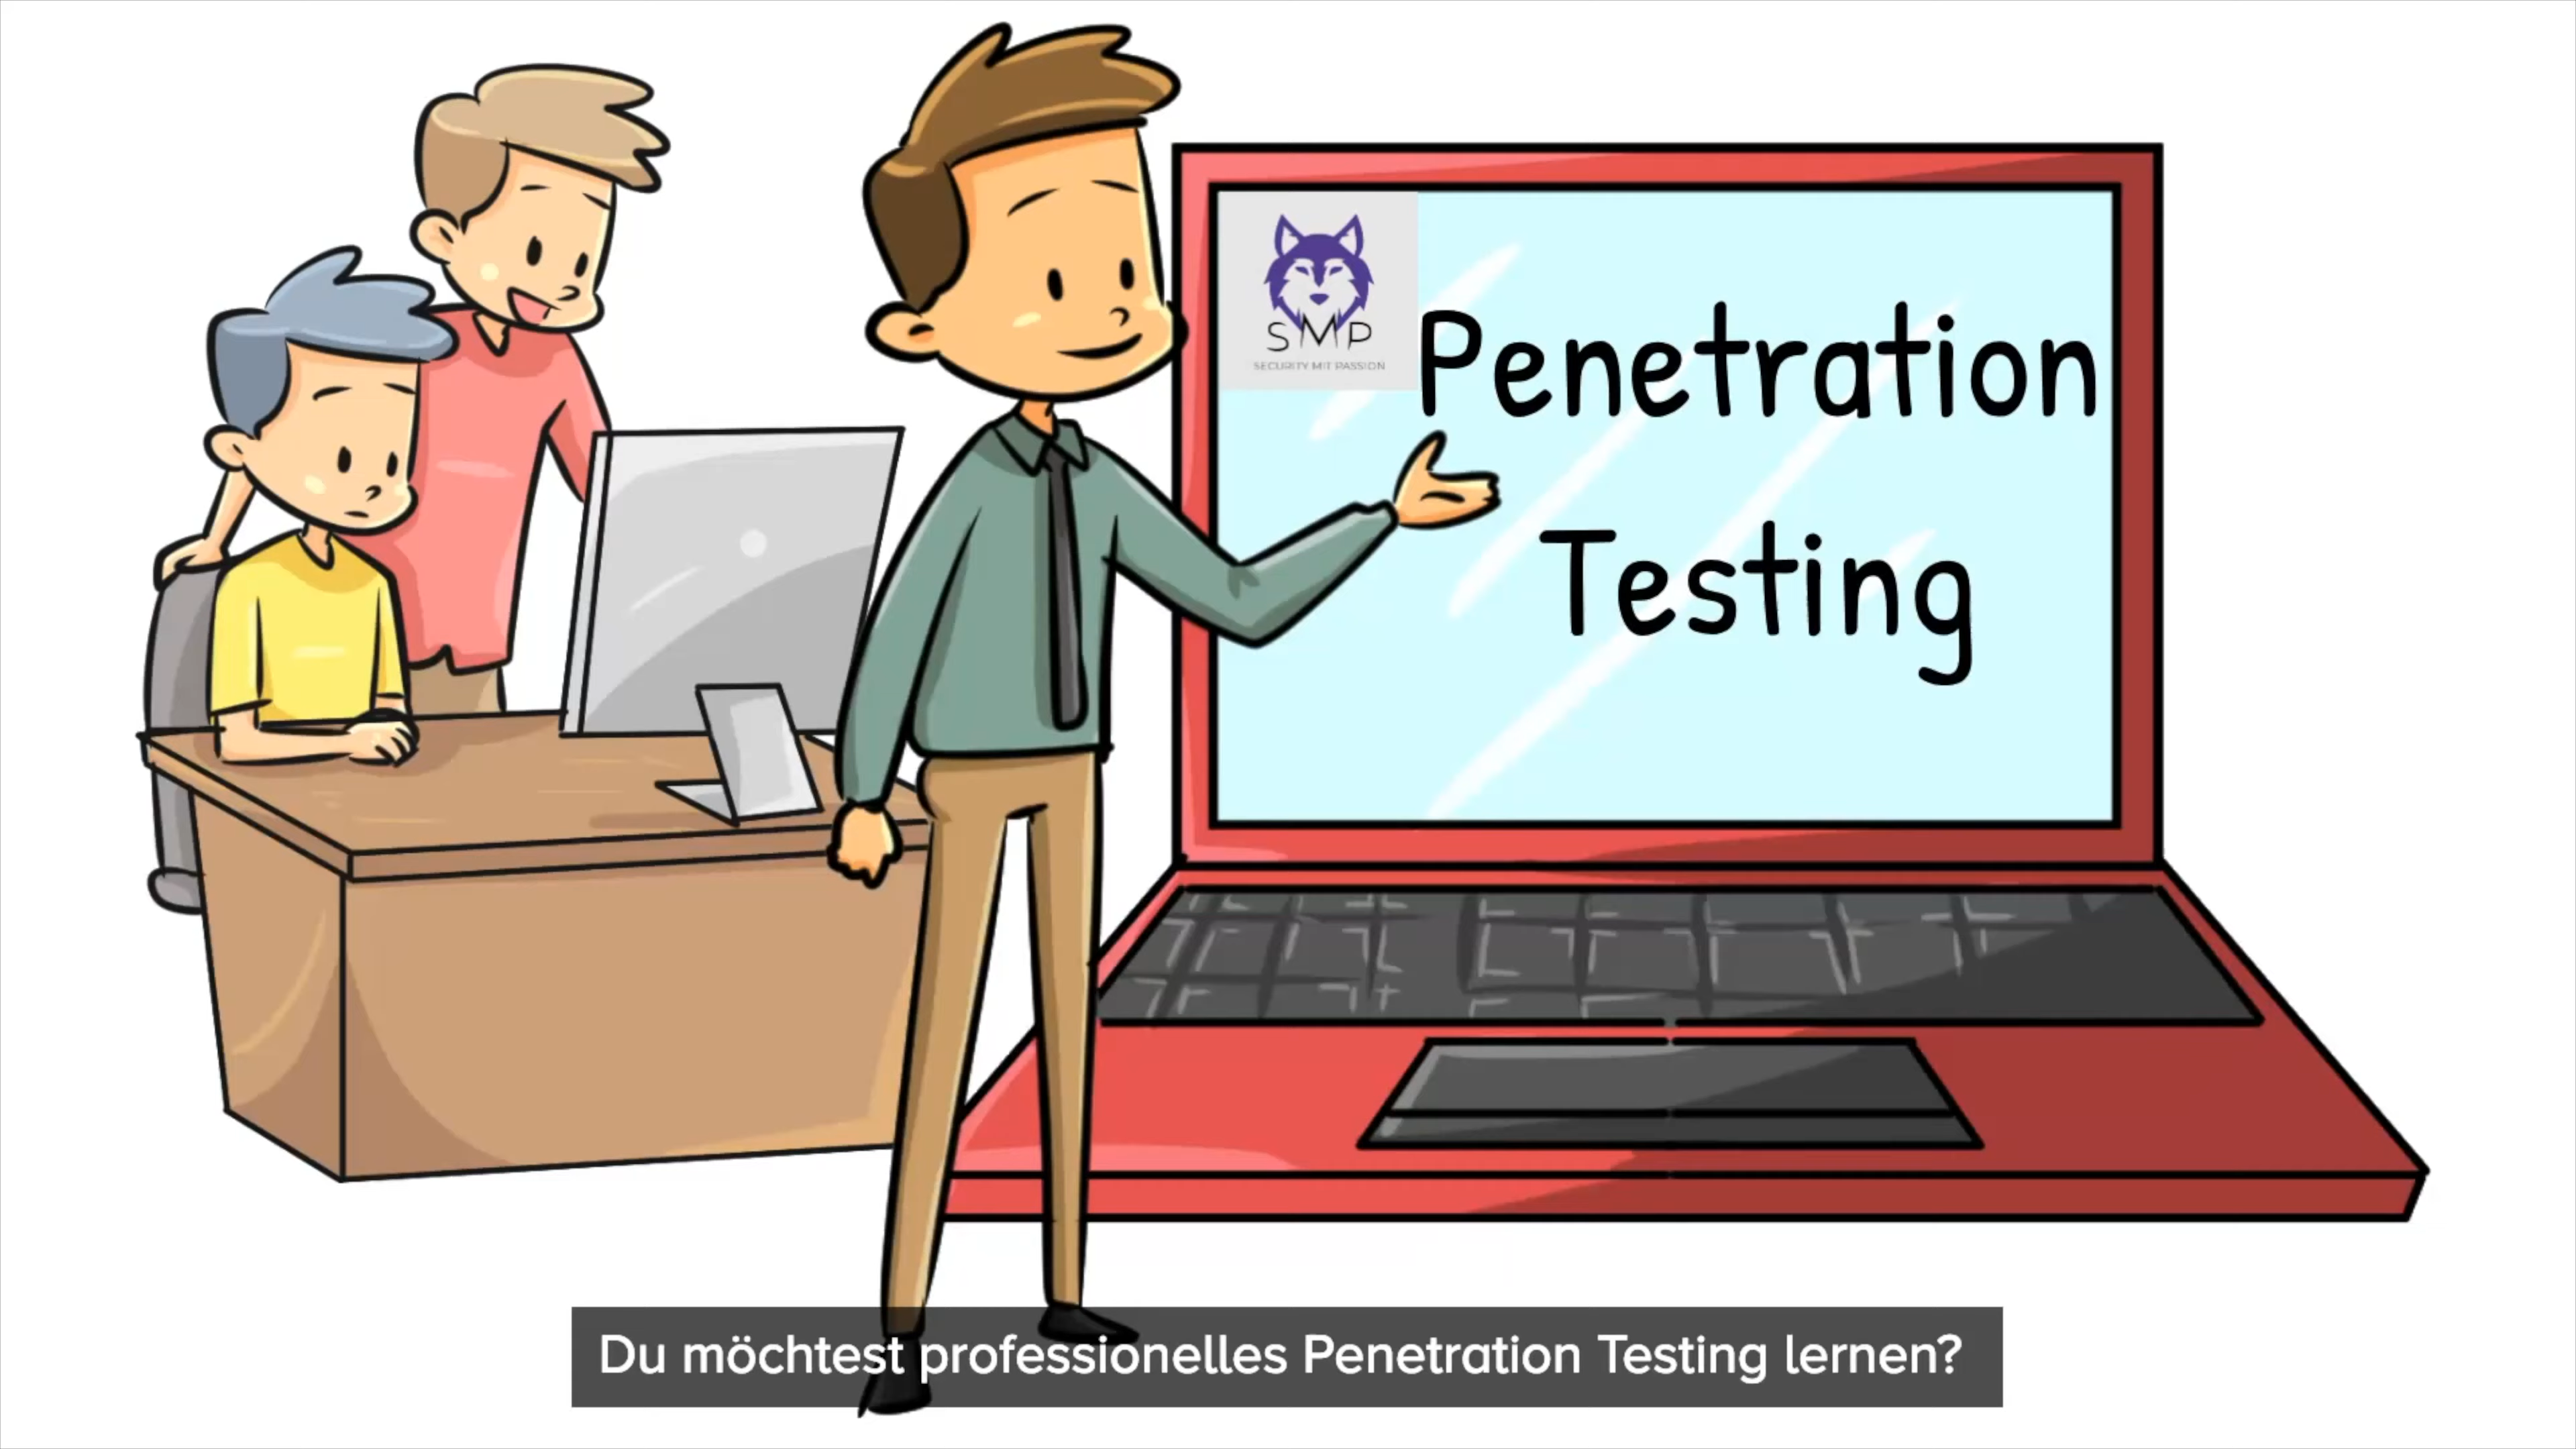 SMP
SECURITY MIT PASSION
Penetration
Testing
Du möchtest professionelles Penetration Testing lernen?